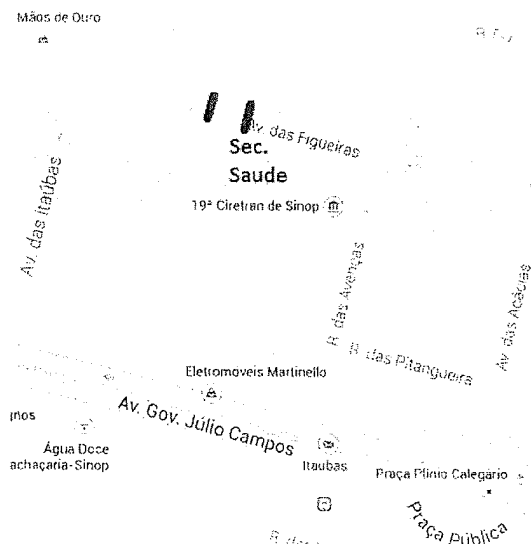 Mãos de Ouro
Av. das Figueiras
Sec.
Saude
Av. das Itaúbas
19ª Ciretran de Sinop
R. das Avenças
Av. das Acácias
R. das Pitangueira
Eletromoveis Martinello
Av. Gov. Júlio Campos
Água Doce
achaçaria-Sinop
Itaubas
Praça Plínio Calegário
Praça Pública